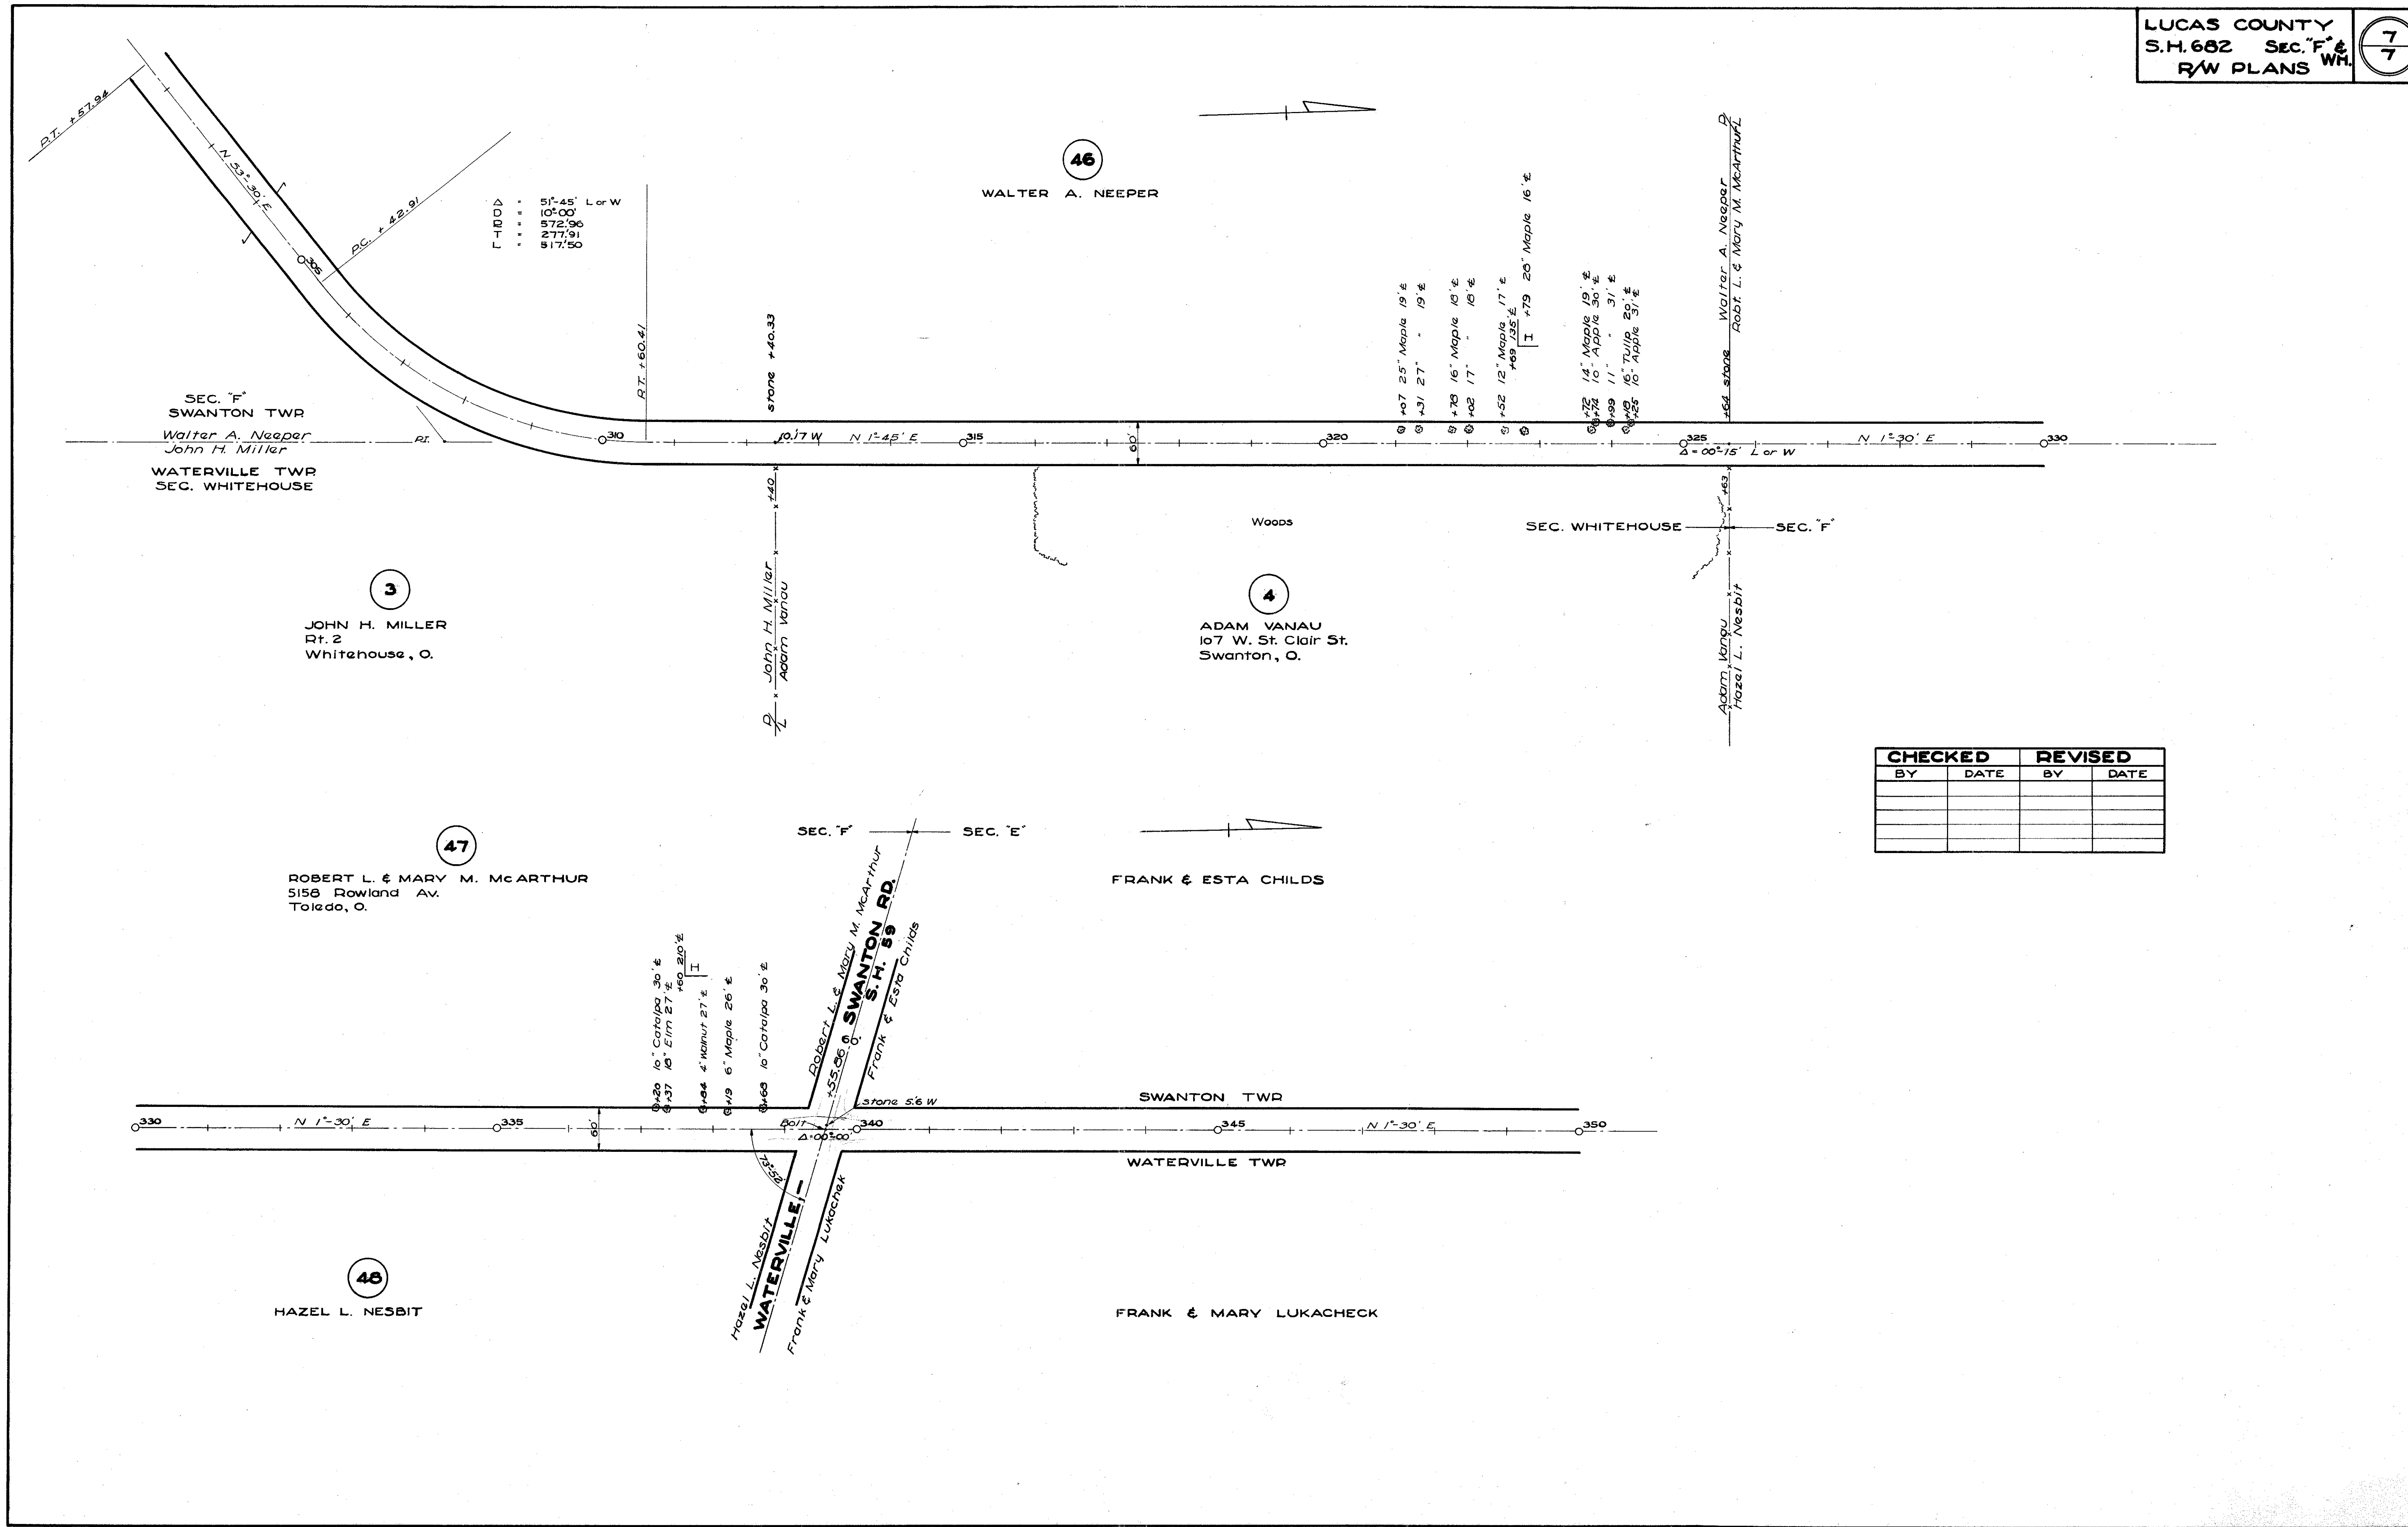 LUCAS COUNTY
S.H. 682 SEC. "F" &
WH.
R/W PLANS
7
7
P.T. +57.94
N 53°-30' E
P.C. + 42.91
305
Δ = 51°-45' L or W
D = 10°-00'
R = 572.'96
T = 277.'91
L = 517.'50
46
WALTER A. NEEPER
P.T. +60.41
stone +40.33
+07 25" Maple 19' ℄
+31 27" " 19' ℄
+78 16" Maple 18' ℄
+02 17" " 18' ℄
+52 12" Maple 17' ℄
+69 135' ℄
I
+79 28" Maple 16' ℄
+72 14" Maple 19' ℄
+74 10" Apple 30' ℄
+99 11" " 31' ℄
+18 16" Tulip 20' ℄
+25 10" Apple 31' ℄
+64 stone
Walter A. Neeper
Robt. L. & Mary M. McArthur
P
L
SEC. "F"
SWANTON TWP.
Walter A. Neeper
John H. Miller
WATERVILLE TWP.
SEC. WHITEHOUSE
P.I.
310
10.'17 W
N 1°-45' E
315
60'
320
325
Δ = 00°-15' L or W
N 1°-30' E
330
+40
+63
Woods
SEC. WHITEHOUSE
SEC. "F"
3
JOHN H. MILLER
Rt. 2
Whitehouse, O.
John H. Miller
Adam Vanau
P
L
4
ADAM VANAU
107 W. St. Clair St.
Swanton, O.
Adam Vanau
Hazel L. Nesbit
CHECKED REVISED
BY DATE BY DATE
47
ROBERT L. & MARY M. McARTHUR
5158 Rowland Av.
Toledo, O.
SEC. "F"
SEC. "E"
FRANK & ESTA CHILDS
+20 10" Catalpa 30' ℄
+37 18" Elm 27' ℄
+60 210' ℄
I
+84 4" Walnut 27' ℄
+19 6" Maple 26' ℄
+68 10" Catalpa 30' ℄
Robert L. & Mary M. McArthur
+55.86
60'
SWANTON RD.
S. H. 59
Frank & Esta Childs
stone 5.'6 W
SWANTON TWP.
330
N 1°-30' E
335
60'
Bolt
Δ = 00°-00'
340
345
N 1°-30' E
350
WATERVILLE TWP.
73°-52'
Hazel L. Nesbit
WATERVILLE -
Frank & Mary Lukachek
48
HAZEL L. NESBIT
FRANK & MARY LUKACHECK